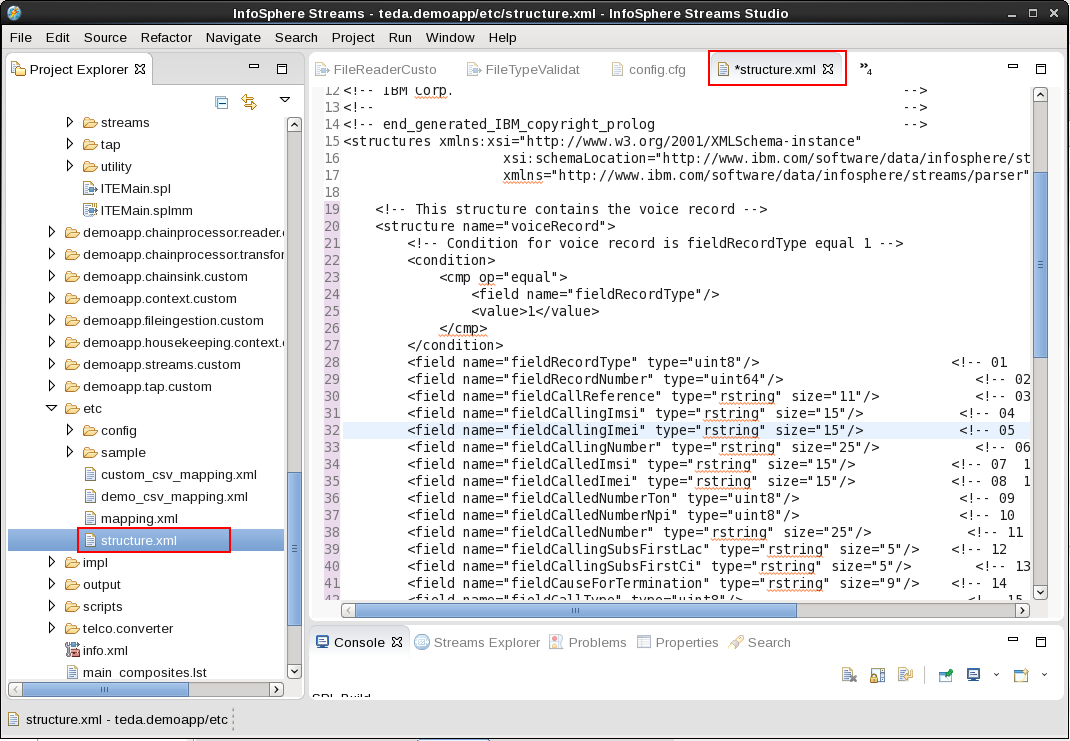 InfoSphere Streams - teda.demoapp/etc/structure.xml - InfoSphere Streams Studio
File Edit Source Refactor Navigate Search Project Run Window Help
Project Explorer
streams
tap
utility
ITEMain.spl
ITEMain.splmm
demoapp.chainprocessor.reader.
demoapp.chainprocessor.transfor
demoapp.chainsink.custom
demoapp.context.custom
demoapp.fileingestion.custom
demoapp.housekeeping.context.
demoapp.streams.custom
demoapp.tap.custom
etc
config
sample
custom_csv_mapping.xml
demo_csv_mapping.xml
mapping.xml
structure.xml
impl
output
scripts
telco.converter
info.xml
main_composites.lst
FileReaderCusto FileTypeValidat config.cfg *structure.xml »4
12 <!-- IBM Corp. -->
13 <!-- -->
14 <!-- end_generated_IBM_copyright_prolog -->
15 <structures xmlns:xsi="http://www.w3.org/2001/XMLSchema-instance"
16 xsi:schemaLocation="http://www.ibm.com/software/data/infosphere/st
17 xmlns="http://www.ibm.com/software/data/infosphere/streams/parser"
18
19 <!-- This structure contains the voice record -->
20 <structure name="voiceRecord">
21 <!-- Condition for voice record is fieldRecordType equal 1 -->
22 <condition>
23 <cmp op="equal">
24 <field name="fieldRecordType"/>
25 <value>1</value>
26 </cmp>
27 </condition>
28 <field name="fieldRecordType" type="uint8"/> <!-- 01
29 <field name="fieldRecordNumber" type="uint64"/> <!-- 02
30 <field name="fieldCallReference" type="rstring" size="11"/> <!-- 03
31 <field name="fieldCallingImsi" type="rstring" size="15"/> <!-- 04
32 <field name="fieldCallingImei" type="rstring" size="15"/> <!-- 05
33 <field name="fieldCallingNumber" type="rstring" size="25"/> <!-- 06
34 <field name="fieldCalledImsi" type="rstring" size="15"/> <!-- 07 1
35 <field name="fieldCalledImei" type="rstring" size="15"/> <!-- 08 1
36 <field name="fieldCalledNumberTon" type="uint8"/> <!-- 09
37 <field name="fieldCalledNumberNpi" type="uint8"/> <!-- 10
38 <field name="fieldCalledNumber" type="rstring" size="25"/> <!-- 11
39 <field name="fieldCallingSubsFirstLac" type="rstring" size="5"/> <!-- 12
40 <field name="fieldCallingSubsFirstCi" type="rstring" size="5"/> <!-- 13
41 <field name="fieldCauseForTermination" type="rstring" size="9"/> <!-- 14
42 <field name="fieldCallType" type="uint8"/> <!-- 15
Console Streams Explorer Problems Properties Search
SPL Build
structure.xml - teda.demoapp/etc